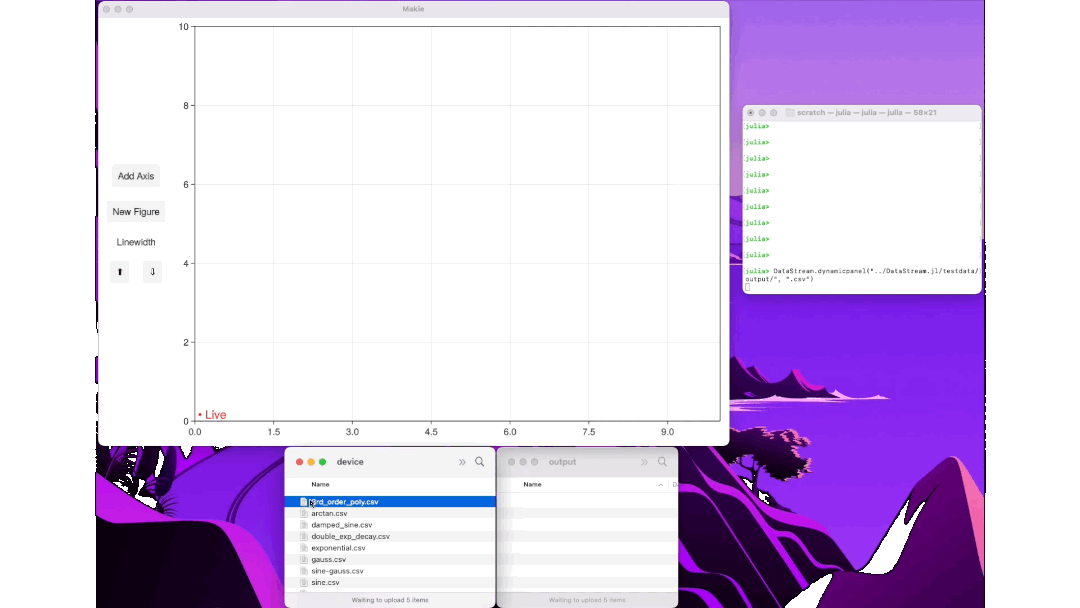 Makie
10
8
6
4
2
0
0.0 1.5 3.0 4.5 6.0 7.5 9.0
• Live
Add Axis
New Figure
Linewidth
⬆ ⇩
scratch — julia — julia — julia — 58×21
julia>
julia>
julia>
julia>
julia>
julia>
julia>
julia>
julia>
julia> DataStream.dynamicpanel("../DataStream.jl/testdata/
output/", ".csv")
device
Name
3rd_order_poly.csv
arctan.csv
damped_sine.csv
double_exp_decay.csv
exponential.csv
gauss.csv
sine-gauss.csv
sine.csv
Waiting to upload 5 items
output
Name
Waiting to upload 5 items